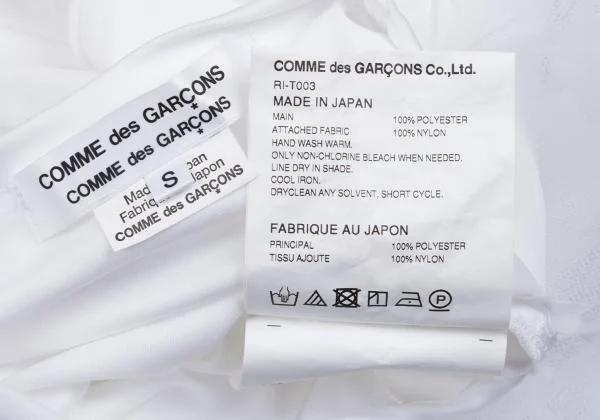 COMME des GARÇONS
COMME des GARÇONS
Mad S pan
Fabriq Japon
COMME des GARÇONS
COMME des GARÇONS Co.,Ltd.
RI-T003
MADE IN JAPAN
MAIN 100% POLYESTER
ATTACHED FABRIC 100% NYLON
HAND WASH WARM.
ONLY NON-CHLORINE BLEACH WHEN NEEDED.
LINE DRY IN SHADE.
COOL IRON.
DRYCLEAN ANY SOLVENT, SHORT CYCLE.
FABRIQUE AU JAPON
PRINCIPAL 100% POLYESTER
TISSU AJOUTE 100% NYLON
P